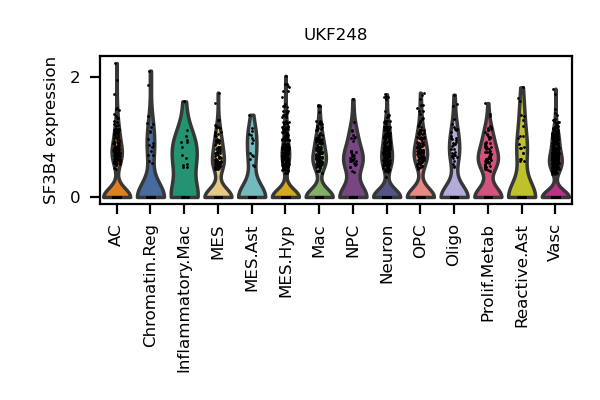 UKF248
SF3B4 expression
2
0
AC
Chromatin.Reg
Inflammatory.Mac
MES
MES.Ast
MES.Hyp
Mac
NPC
Neuron
OPC
Oligo
Prolif.Metab
Reactive.Ast
Vasc